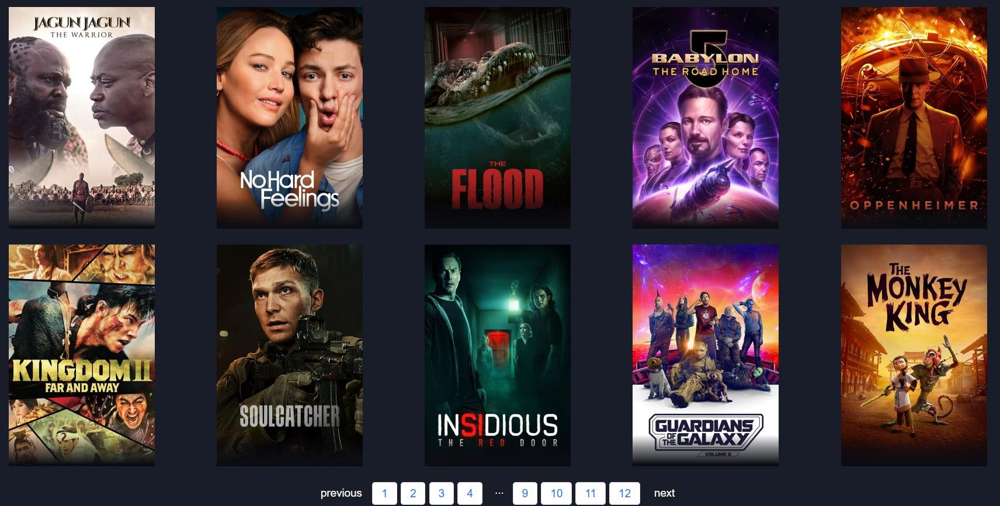 JAGUN JAGUN
THE WARRIOR
No Hard
Feelings
THE
FLOOD
5
BABYLON
THE ROAD HOME
OPPENHEIMER
KINGDOM II
FAR AND AWAY
SOULCATCHER
INSIDIOUS
THE RED DOOR
GUARDIANS
OF THE GALAXY
VOLUME 3
THE
MONKEY
KING
previous 1 2 3 4 ... 9 10 11 12 next